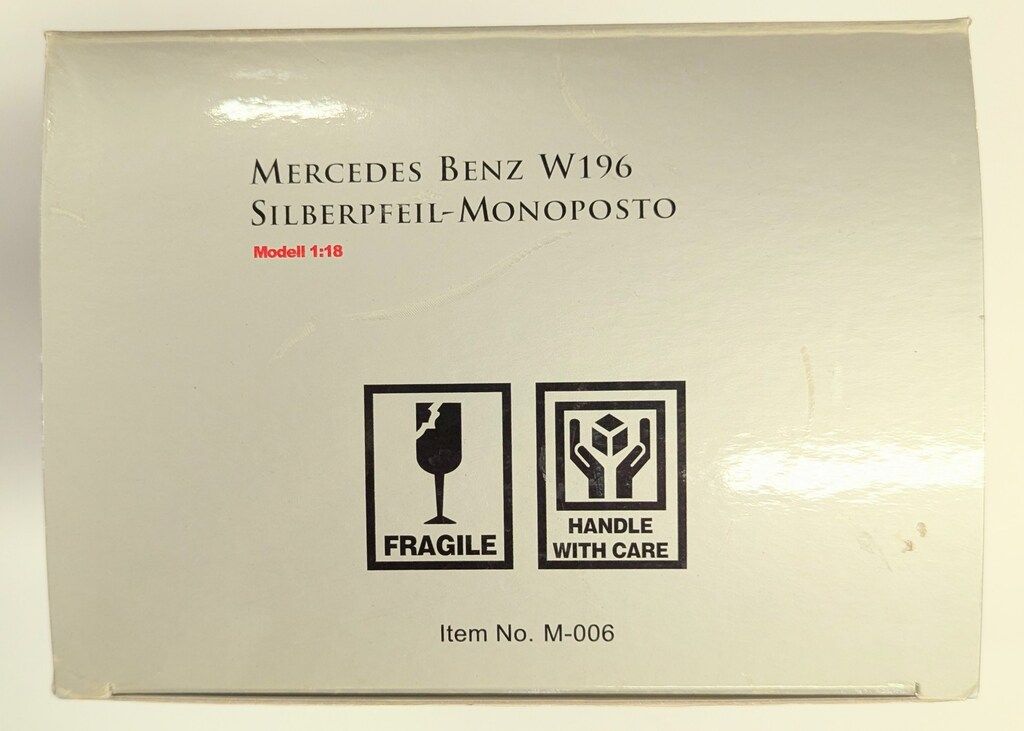 Mercedes Benz W196
Silberpfeil-Monoposto
Modell 1:18
FRAGILE
HANDLE
WITH CARE
Item No. M-006